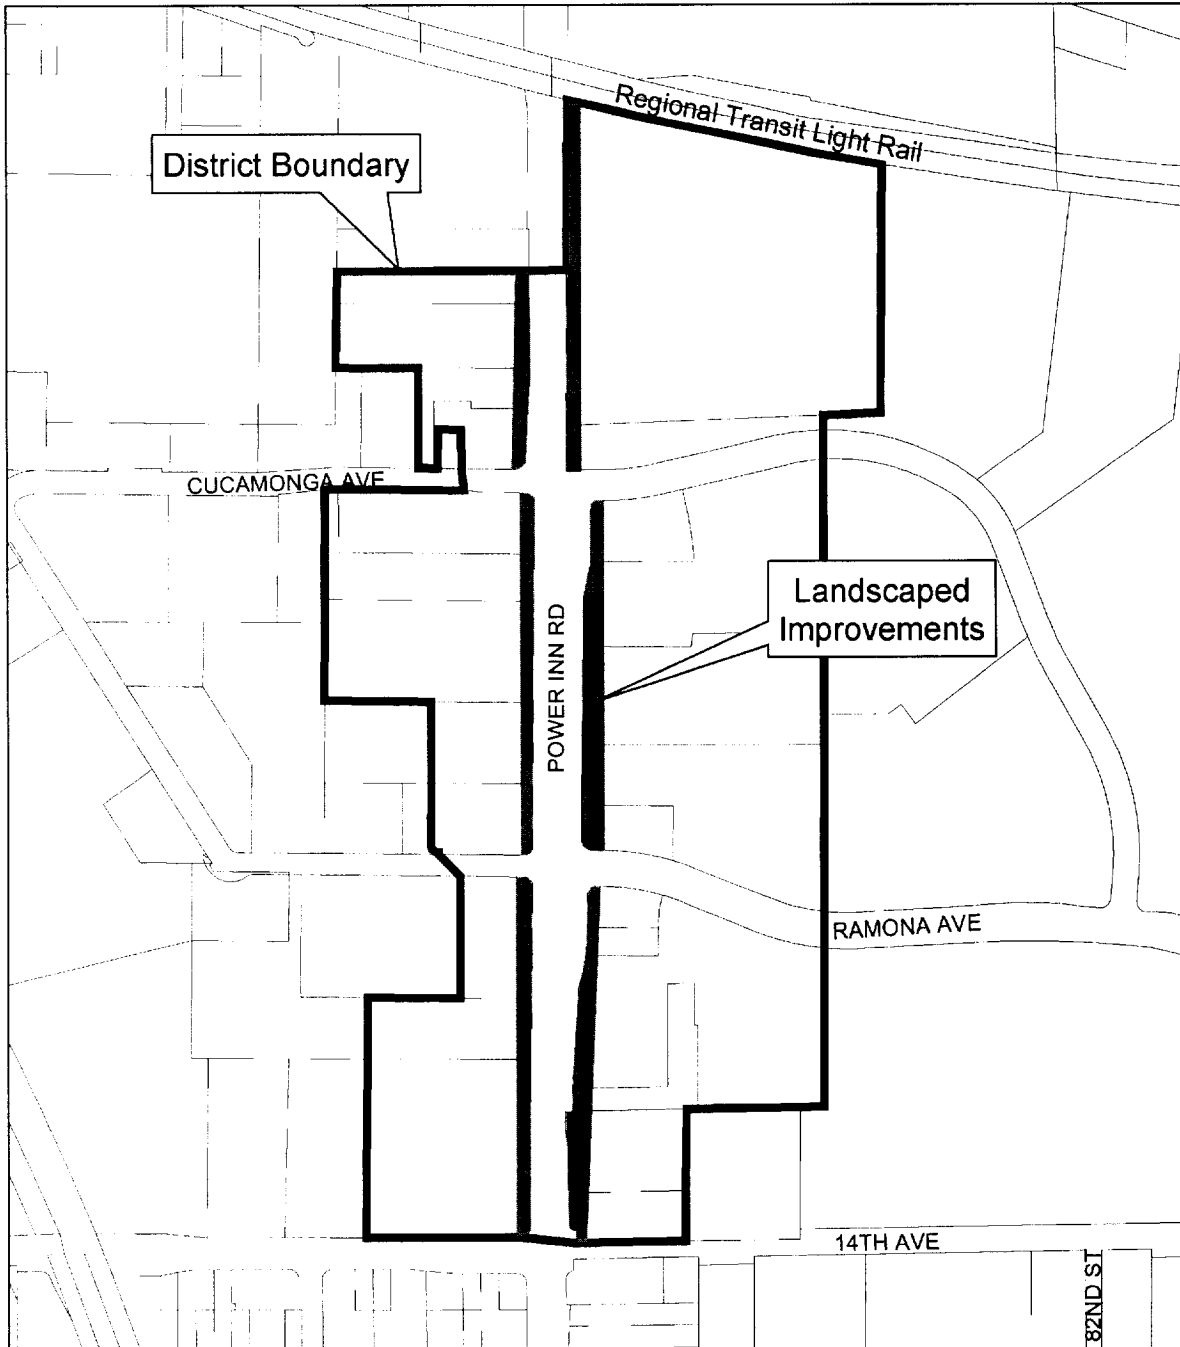 Regional Transit Light Rail
District Boundary
CUCAMONGA AVE
Landscaped
Improvements
POWER INN RD
RAMONA AVE
14TH AVE
82ND ST